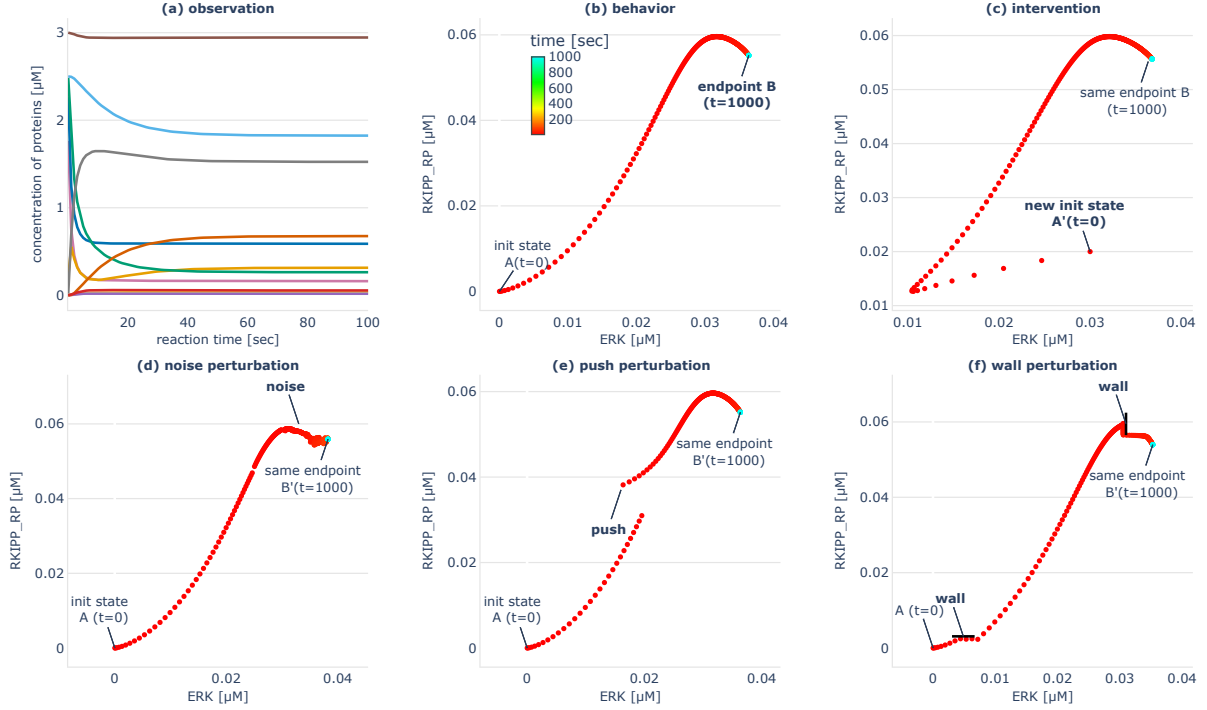 (a) observation
concentration of proteins [µM]
3
2
1
0
20
40
60
80
100
reaction time [sec]
(b) behavior
RKIPP_RP [µM]
0.06
0.04
0.02
0
time [sec]
1000
800
600
400
200
endpoint B
(t=1000)
init state
A(t=0)
0
0.01
0.02
0.03
0.04
ERK [µM]
(c) intervention
RKIPP_RP [µM]
0.06
0.05
0.04
0.03
0.02
0.01
same endpoint B
(t=1000)
new init state
A'(t=0)
0.01
0.02
0.03
0.04
ERK [µM]
(d) noise perturbation
RKIPP_RP [µM]
0.06
0.04
0.02
0
noise
same endpoint
B'(t=1000)
init state
A (t=0)
0
0.02
0.04
ERK [µM]
(e) push perturbation
RKIPP_RP [µM]
0.06
0.04
0.02
0
same endpoint
B'(t=1000)
push
init state
A (t=0)
0
0.02
0.04
ERK [µM]
(f) wall perturbation
RKIPP_RP [µM]
0.06
0.04
0.02
0
wall
same endpoint
B'(t=1000)
wall
A (t=0)
0
0.01
0.02
0.03
0.04
ERK [µM]